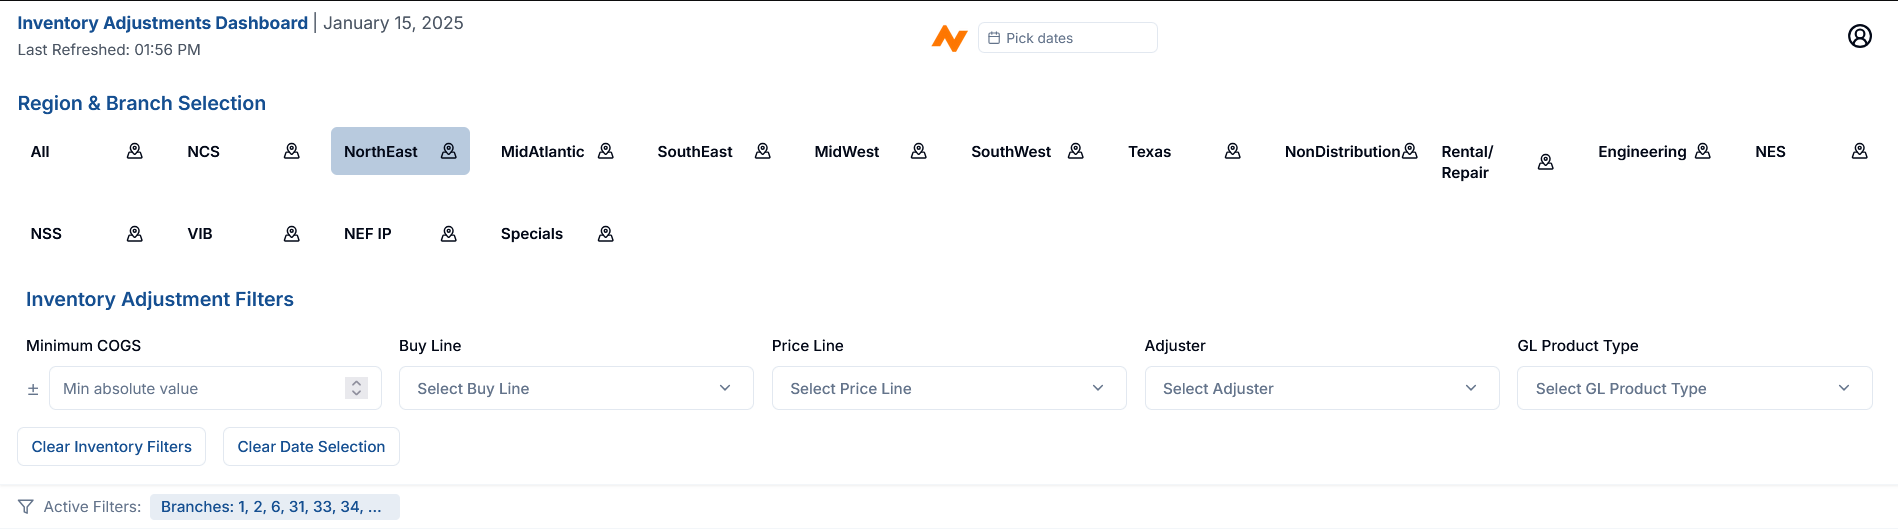 Inventory Adjustments Dashboard | January 15, 2025
Last Refreshed: 01:56 PM
Pick dates
Region & Branch Selection
All NCS NorthEast MidAtlantic SouthEast MidWest SouthWest Texas NonDistribution Rental/ Engineering NES
Repair
NSS VIB NEF IP Specials
Inventory Adjustment Filters
Minimum COGS Buy Line Price Line Adjuster GL Product Type
± Min absolute value Select Buy Line Select Price Line Select Adjuster Select GL Product Type
Clear Inventory Filters Clear Date Selection
Active Filters: Branches: 1, 2, 6, 31, 33, 34, ...